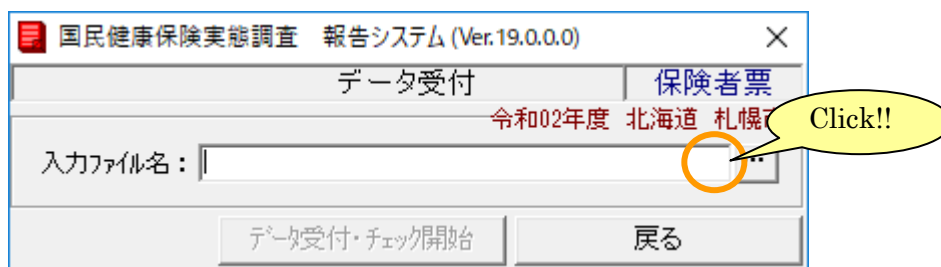 国民健康保険実態調査　報告システム (Ver.19.0.0.0)
データ受付
保険者票
令和02年度 北海道 札幌市
Click!!
入力ファイル名：
..
データ受付・チェック開始
戻る